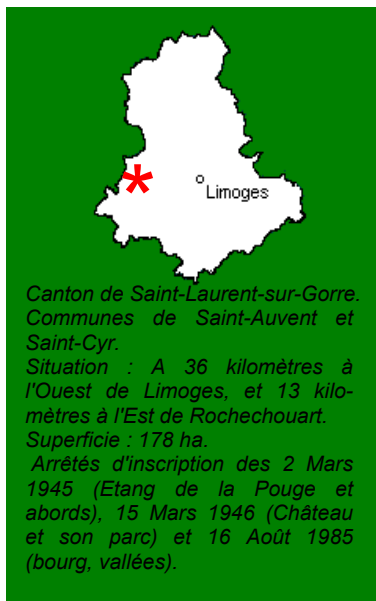 *
Limoges
Canton de Saint-Laurent-sur-Gorre.
Communes de Saint-Auvent et
Saint-Cyr.
Situation : A 36 kilomètres à
l'Ouest de Limoges, et 13 kilo-
mètres à l'Est de Rochechouart.
Superficie : 178 ha.
Arrêtés d'inscription des 2 Mars
1945 (Etang de la Pouge et
abords), 15 Mars 1946 (Château
et son parc) et 16 Août 1985
(bourg, vallées).